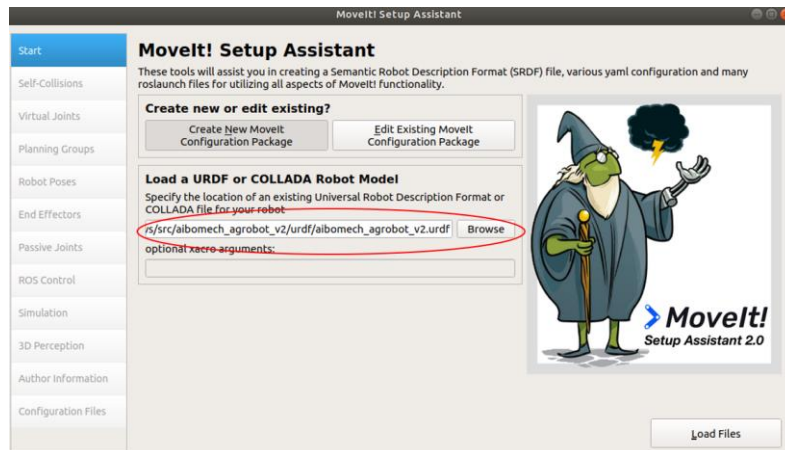 MoveIt! Setup Assistant
Start
Self-Collisions
Virtual Joints
Planning Groups
Robot Poses
End Effectors
Passive Joints
ROS Control
Simulation
3D Perception
Author Information
Configuration Files
MoveIt! Setup Assistant
These tools will assist you in creating a Semantic Robot Description Format (SRDF) file, various yaml configuration and many
roslaunch files for utilizing all aspects of MoveIt! functionality.
Create new or edit existing?
Create New MoveIt
Configuration Package
Edit Existing MoveIt
Configuration Package
Load a URDF or COLLADA Robot Model
Specify the location of an existing Universal Robot Description Format or
COLLADA file for your robot
/s/src/aibomech_agrobot_v2/urdf/aibomech_agrobot_v2.urdf Browse
optional xacro arguments:
MoveIt!
Setup Assistant 2.0
Load Files